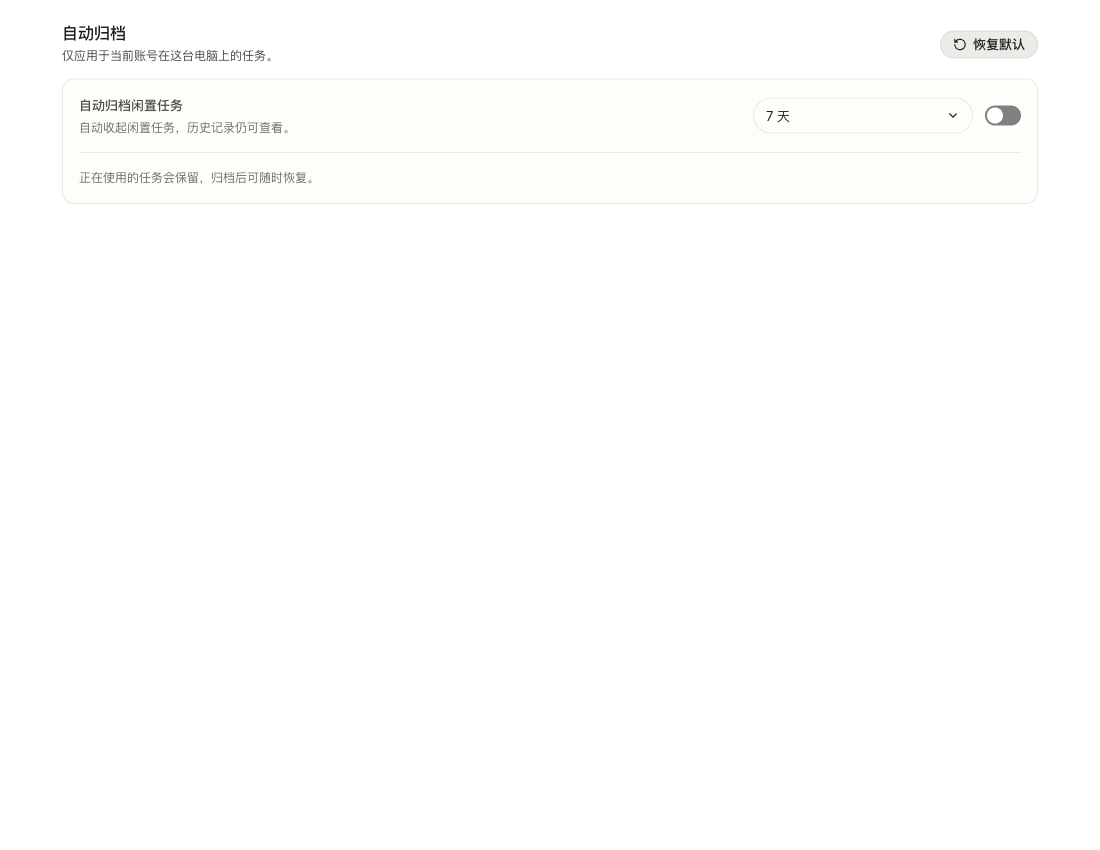 自动归档
仅应用于当前账号在这台电脑上的任务。
恢复默认
自动归档闲置任务
自动收起闲置任务，历史记录仍可查看。
7 天
正在使用的任务会保留，归档后可随时恢复。